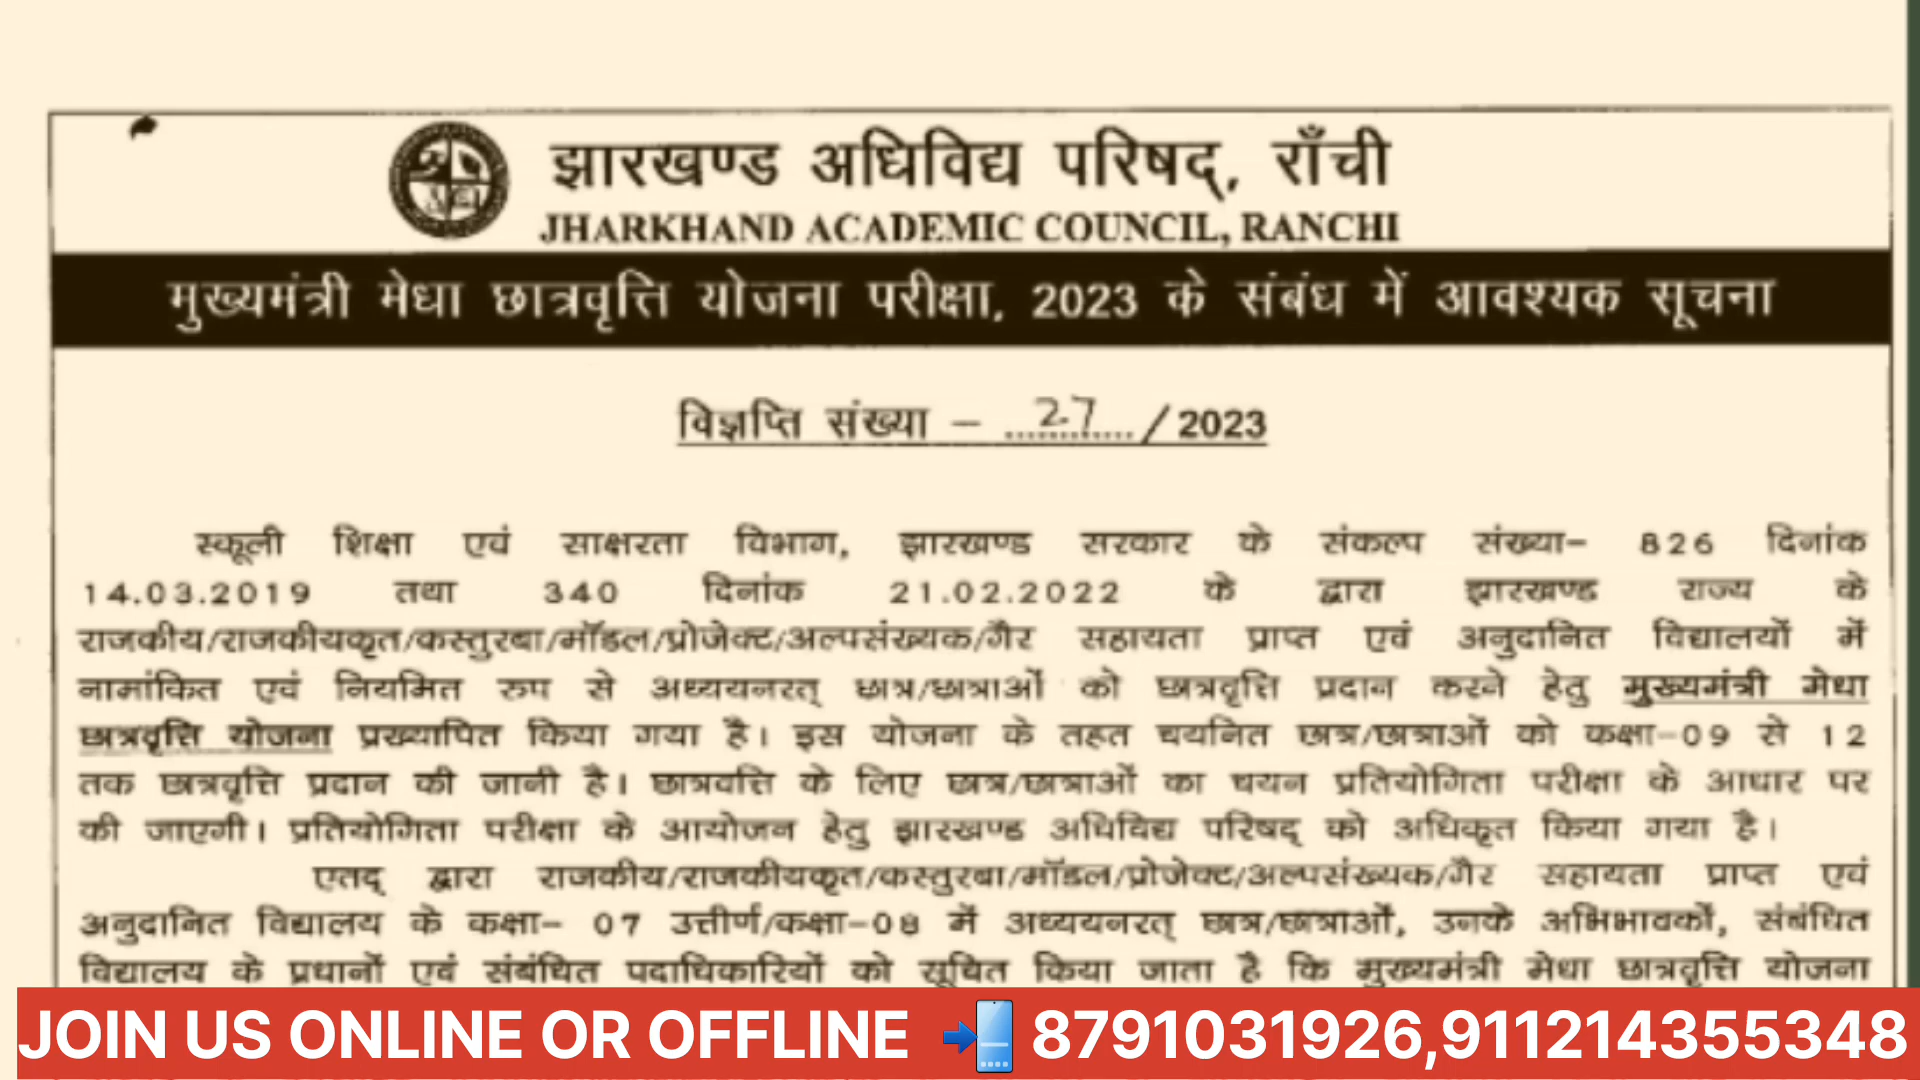 झारखण्ड अधिविद्य परिषद्, राँची
JHARKHAND ACADEMIC COUNCIL, RANCHI
मुख्यमंत्री मेधा छात्रवृत्ति योजना परीक्षा, 2023 के संबंध में आवश्यक सूचना
विज्ञप्ति संख्या – ....27..../2023
स्कूली शिक्षा एवं साक्षरता विभाग, झारखण्ड सरकार के संकल्प संख्या– 826 दिनांक
14.03.2019 तथा 340 दिनांक 21.02.2022 के द्वारा झारखण्ड राज्य के
राजकीय/राजकीयकृत/कस्तुरबा/मॉडल/प्रोजेक्ट/अल्पसंख्यक/गैर सहायता प्राप्त एवं अनुदानित विद्यालयों में
नामांकित एवं नियमित रुप से अध्ययनरत् छात्र/छात्राओं को छात्रवृत्ति प्रदान करने हेतु मुख्यमंत्री मेधा
छात्रवृत्ति योजना प्रख्यापित किया गया है। इस योजना के तहत चयनित छात्र/छात्राओं को कक्षा–09 से 12
तक छात्रवृत्ति प्रदान की जानी है। छात्रवत्ति के लिए छात्र/छात्राओं का चयन प्रतियोगिता परीक्षा के आधार पर
की जाएगी। प्रतियोगिता परीक्षा के आयोजन हेतु झारखण्ड अधिविद्य परिषद् को अधिकृत किया गया है।
एतद् द्वारा राजकीय/राजकीयकृत/कस्तुरबा/मॉडल/प्रोजेक्ट/अल्पसंख्यक/गैर सहायता प्राप्त एवं
अनुदानित विद्यालय के कक्षा– 07 उत्तीर्ण/कक्षा–08 में अध्ययनरत् छात्र/छात्राओं, उनके अभिभावकों, संबंधित
विद्यालय के प्रधानों एवं संबंधित पदाधिकारियों को सूचित किया जाता है कि मुख्यमंत्री मेधा छात्रवृत्ति योजना
JOIN US ONLINE OR OFFLINE 📲 8791031926,911214355348